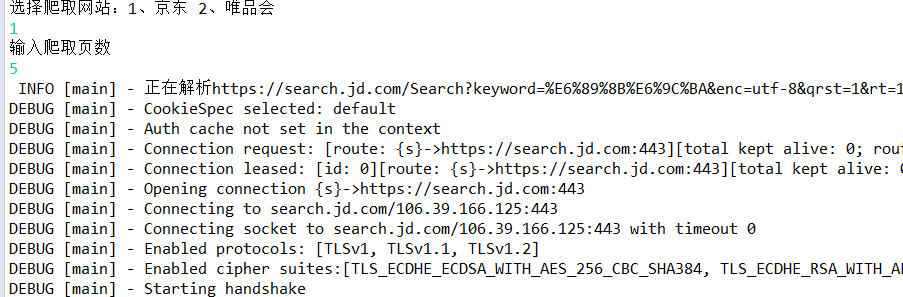 选择爬取网站：1、京东 2、唯品会
1
输入爬取页数
5
INFO [main] - 正在解析https://search.jd.com/Search?keyword=%E6%89%8B%E6%9C%BA&enc=utf-8&qrst=1&rt=1
DEBUG [main] - CookieSpec selected: default
DEBUG [main] - Auth cache not set in the context
DEBUG [main] - Connection request: [route: {s}->https://search.jd.com:443][total kept alive: 0; rou
DEBUG [main] - Connection leased: [id: 0][route: {s}->https://search.jd.com:443][total kept alive: 0
DEBUG [main] - Opening connection {s}->https://search.jd.com:443
DEBUG [main] - Connecting to search.jd.com/106.39.166.125:443
DEBUG [main] - Connecting socket to search.jd.com/106.39.166.125:443 with timeout 0
DEBUG [main] - Enabled protocols: [TLSv1, TLSv1.1, TLSv1.2]
DEBUG [main] - Enabled cipher suites:[TLS_ECDHE_ECDSA_WITH_AES_256_CBC_SHA384, TLS_ECDHE_RSA_WITH_A
DEBUG [main] - Starting handshake